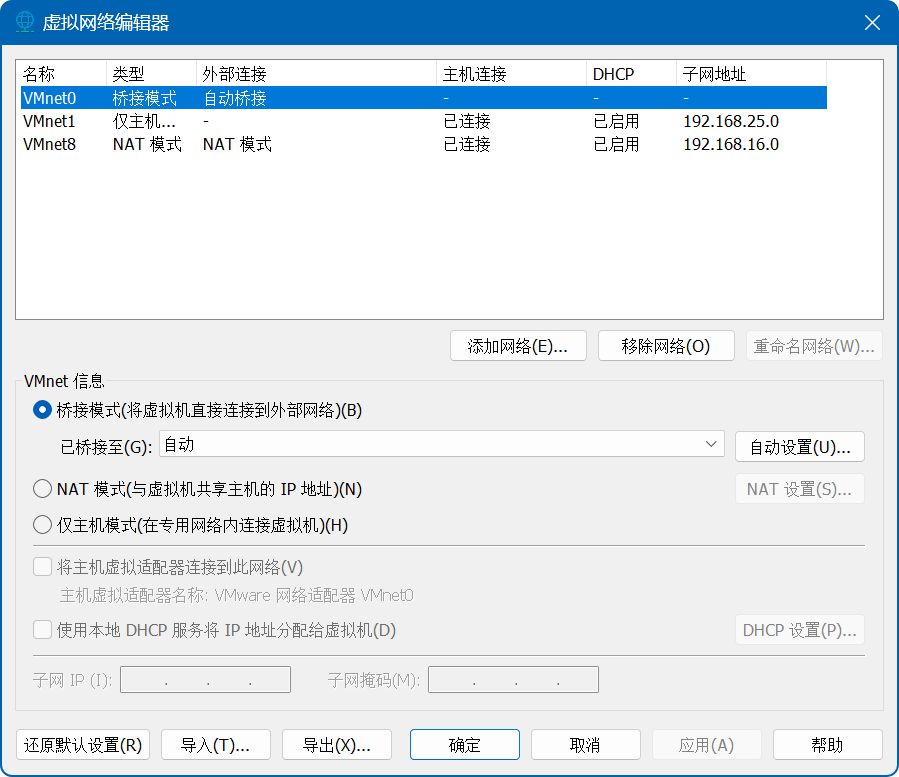 虚拟网络编辑器
名称 类型 外部连接 主机连接 DHCP 子网地址
VMnet0 桥接模式 自动桥接 - - -
VMnet1 仅主机... - 已连接 已启用 192.168.25.0
VMnet8 NAT 模式 NAT 模式 已连接 已启用 192.168.16.0
添加网络(E)... 移除网络(O) 重命名网络(W)...
VMnet 信息
桥接模式(将虚拟机直接连接到外部网络)(B)
已桥接至(G): 自动 自动设置(U)...
NAT 模式(与虚拟机共享主机的 IP 地址)(N) NAT 设置(S)...
仅主机模式(在专用网络内连接虚拟机)(H)
将主机虚拟适配器连接到此网络(V)
主机虚拟适配器名称: VMware 网络适配器 VMnet0
使用本地 DHCP 服务将 IP 地址分配给虚拟机(D) DHCP 设置(P)...
子网 IP (I): . . . 子网掩码(M): . . .
还原默认设置(R) 导入(T)... 导出(X)... 确定 取消 应用(A) 帮助